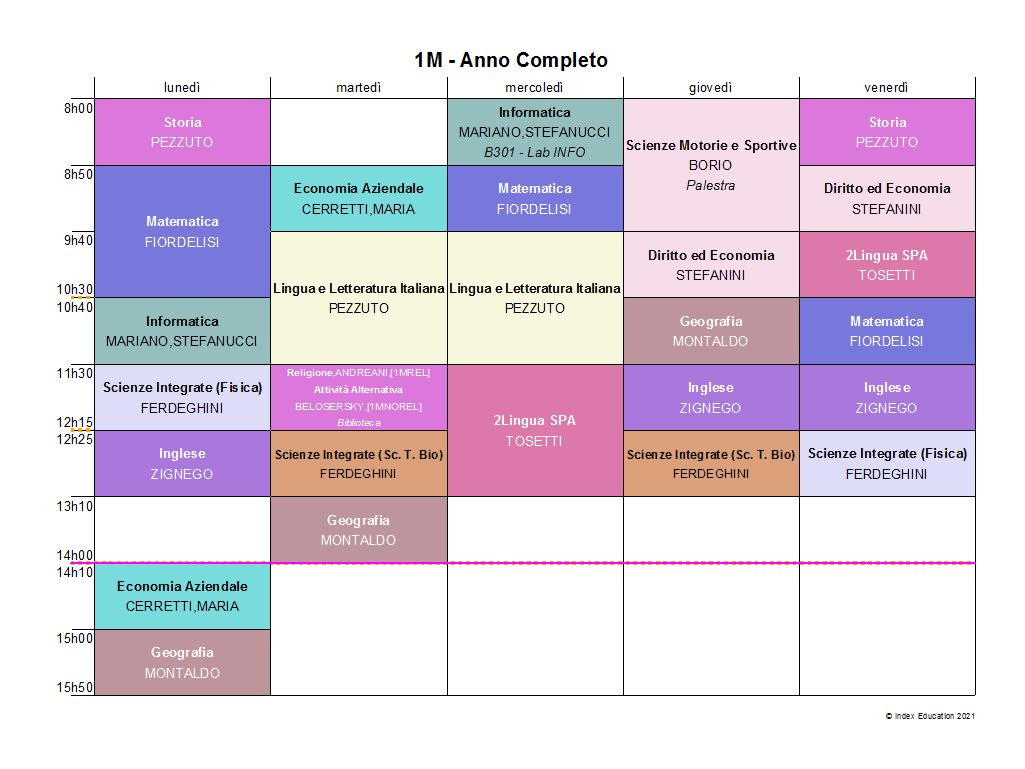 1M - Anno Completo
lunedì martedì mercoledì giovedì venerdì
8h00
Storia
PEZZUTO
Informatica
MARIANO,STEFANUCCI
B301 - Lab INFO
Scienze Motorie e Sportive
BORIO
Palestra
Storia
PEZZUTO
8h50
Matematica
FIORDELISI
Economia Aziendale
CERRETTI,MARIA
Matematica
FIORDELISI
Diritto ed Economia
STEFANINI
9h40
Lingua e Letteratura Italiana
PEZZUTO
Lingua e Letteratura Italiana
PEZZUTO
Diritto ed Economia
STEFANINI
2Lingua SPA
TOSETTI
10h30
10h40
Informatica
MARIANO,STEFANUCCI
Geografia
MONTALDO
Matematica
FIORDELISI
11h30
Scienze Integrate (Fisica)
FERDEGHINI
Religione,ANDREANI,[1MREL]
Attività Alternativa
BELOSERSKY,[1MNOREL]
Biblioteca
2Lingua SPA
TOSETTI
Inglese
ZIGNEGO
Inglese
ZIGNEGO
12h15
12h25
Inglese
ZIGNEGO
Scienze Integrate (Sc. T. Bio)
FERDEGHINI
Scienze Integrate (Sc. T. Bio)
FERDEGHINI
Scienze Integrate (Fisica)
FERDEGHINI
13h10
Geografia
MONTALDO
14h00
14h10
Economia Aziendale
CERRETTI,MARIA
15h00
Geografia
MONTALDO
15h50
© Index Education 2021